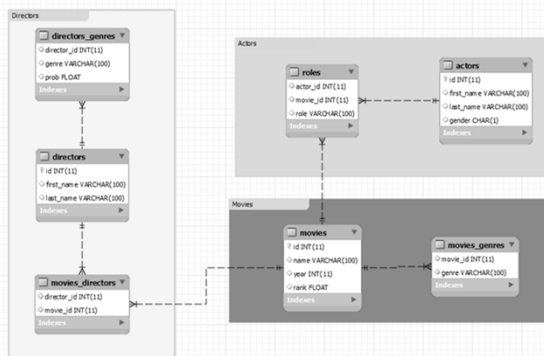 Directors
directors_genres
director_id INT(11)
genre VARCHAR(100)
prob FLOAT
Indexes
directors
id INT(11)
first_name VARCHAR(100)
last_name VARCHAR(100)
Indexes
movies_directors
director_id INT(11)
movie_id INT(11)
Indexes
Actors
roles
actor_id INT(11)
movie_id INT(11)
role VARCHAR(100)
Indexes
actors
id INT(11)
first_name VARCHAR(100)
last_name VARCHAR(100)
gender CHAR(1)
Indexes
Movies
movies
id INT(11)
name VARCHAR(100)
year INT(11)
rank FLOAT
Indexes
movies_genres
movie_id INT(11)
genre VARCHAR(100)
Indexes